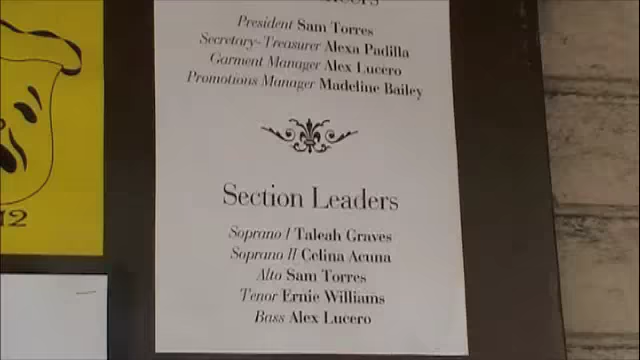 President Sam Torres
Secretary-Treasurer Alexa Padilla
Garment Manager Alex Lucero
Promotions Manager Madeline Bailey
Section Leaders
Soprano I Taleah Graves
Soprano II Celina Acuna
Alto Sam Torres
Tenor Ernie Williams
Bass Alex Lucero
12